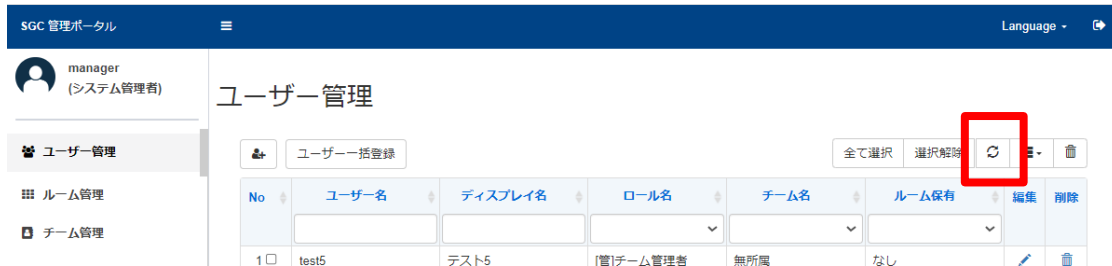 SGC 管理ポータル
Language
manager
(システム管理者)
ユーザー管理
ユーザー管理
ユーザー一括登録
全て選択 選択解除
ルーム管理
No ユーザー名 ディスプレイ名 ロール名 チーム名 ルーム保有 編集 削除
チーム管理
1 test5 テスト5 [管]チーム管理者 無所属 なし